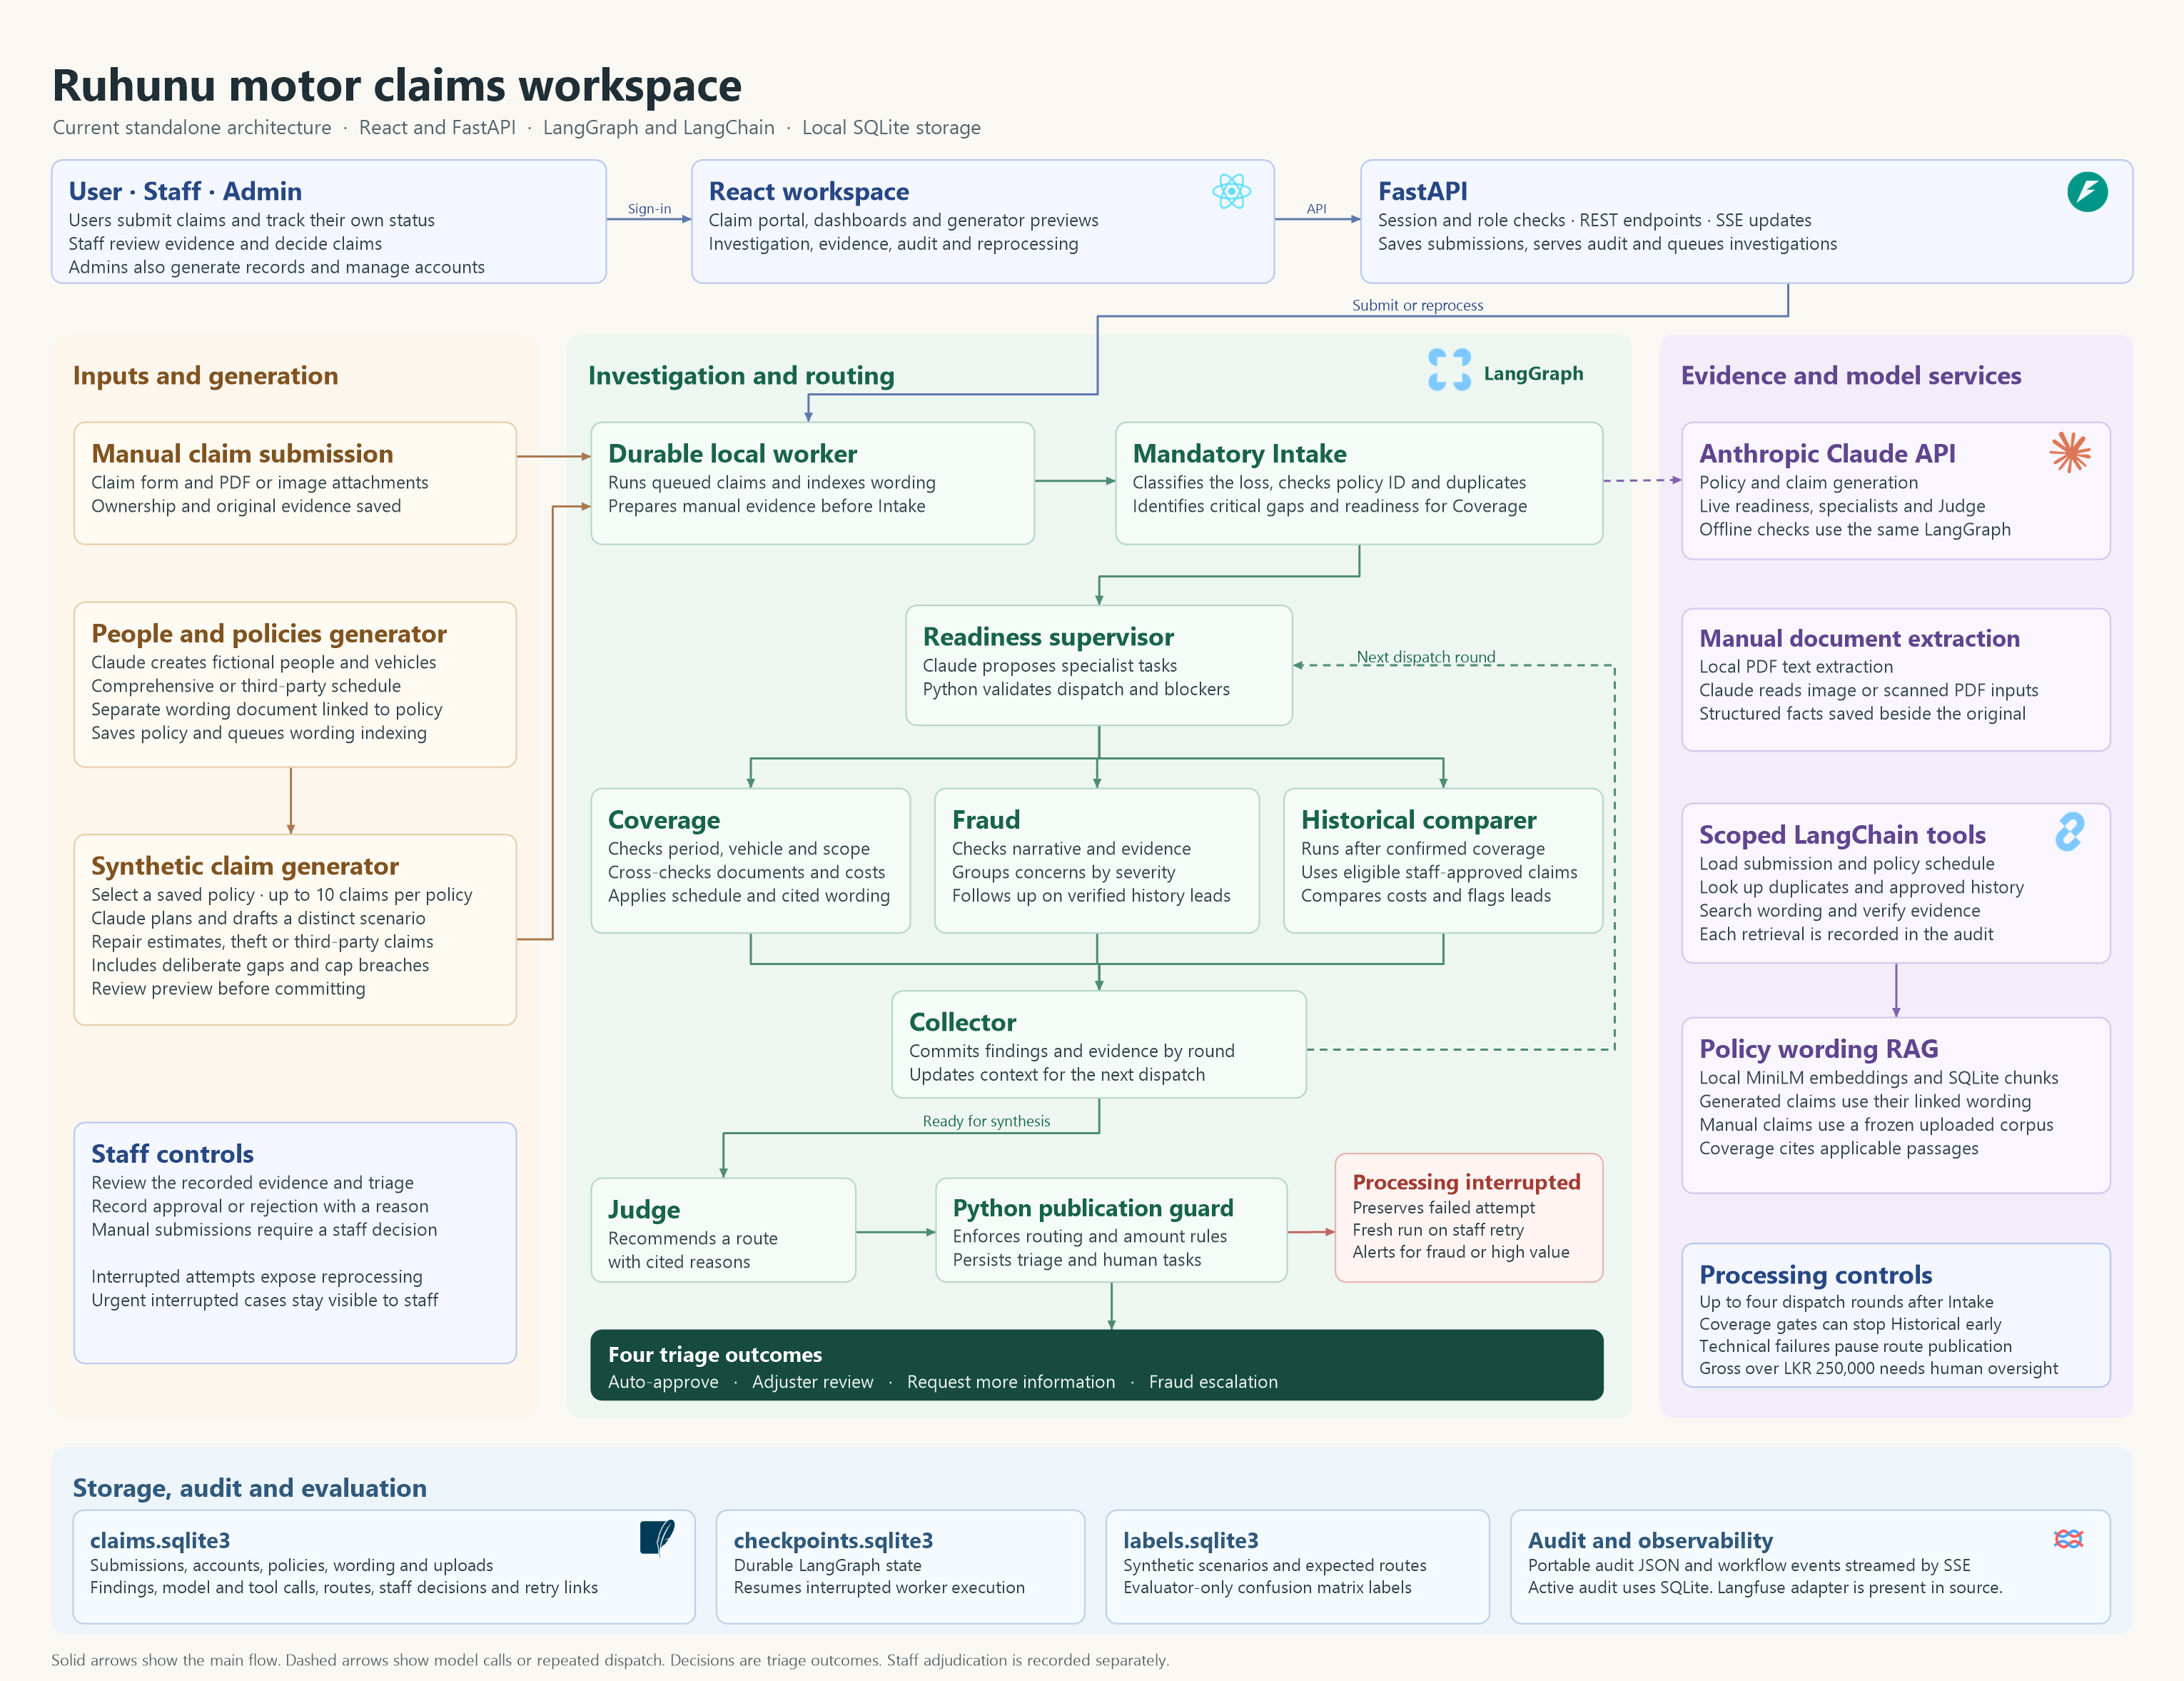 Ruhunu motor claims workspace
Current standalone architecture · React and FastAPI · LangGraph and LangChain · Local SQLite storage
User · Staff · Admin
Users submit claims and track their own status
Staff review evidence and decide claims
Admins also generate records and manage accounts
Sign-in
React workspace
Claim portal, dashboards and generator previews
Investigation, evidence, audit and reprocessing
API
FastAPI
Session and role checks · REST endpoints · SSE updates
Saves submissions, serves audit and queues investigations
Submit or reprocess
Inputs and generation
Manual claim submission
Claim form and PDF or image attachments
Ownership and original evidence saved
People and policies generator
Claude creates fictional people and vehicles
Comprehensive or third-party schedule
Separate wording document linked to policy
Saves policy and queues wording indexing
Synthetic claim generator
Select a saved policy · up to 10 claims per policy
Claude plans and drafts a distinct scenario
Repair estimates, theft or third-party claims
Includes deliberate gaps and cap breaches
Review preview before committing
Staff controls
Review the recorded evidence and triage
Record approval or rejection with a reason
Manual submissions require a staff decision
Interrupted attempts expose reprocessing
Urgent interrupted cases stay visible to staff
Investigation and routing
LangGraph
Durable local worker
Runs queued claims and indexes wording
Prepares manual evidence before Intake
Mandatory Intake
Classifies the loss, checks policy ID and duplicates
Identifies critical gaps and readiness for Coverage
Readiness supervisor
Claude proposes specialist tasks
Python validates dispatch and blockers
Next dispatch round
Coverage
Checks period, vehicle and scope
Cross-checks documents and costs
Applies schedule and cited wording
Fraud
Checks narrative and evidence
Groups concerns by severity
Follows up on verified history leads
Historical comparer
Runs after confirmed coverage
Uses eligible staff-approved claims
Compares costs and flags leads
Collector
Commits findings and evidence by round
Updates context for the next dispatch
Ready for synthesis
Judge
Recommends a route
with cited reasons
Python publication guard
Enforces routing and amount rules
Persists triage and human tasks
Processing interrupted
Preserves failed attempt
Fresh run on staff retry
Alerts for fraud or high value
Four triage outcomes
Auto-approve · Adjuster review · Request more information · Fraud escalation
Evidence and model services
Anthropic Claude API
Policy and claim generation
Live readiness, specialists and Judge
Offline checks use the same LangGraph
Manual document extraction
Local PDF text extraction
Claude reads image or scanned PDF inputs
Structured facts saved beside the original
Scoped LangChain tools
Load submission and policy schedule
Look up duplicates and approved history
Search wording and verify evidence
Each retrieval is recorded in the audit
Policy wording RAG
Local MiniLM embeddings and SQLite chunks
Generated claims use their linked wording
Manual claims use a frozen uploaded corpus
Coverage cites applicable passages
Processing controls
Up to four dispatch rounds after Intake
Coverage gates can stop Historical early
Technical failures pause route publication
Gross over LKR 250,000 needs human oversight
Storage, audit and evaluation
claims.sqlite3
Submissions, accounts, policies, wording and uploads
Findings, model and tool calls, routes, staff decisions and retry links
checkpoints.sqlite3
Durable LangGraph state
Resumes interrupted worker execution
labels.sqlite3
Synthetic scenarios and expected routes
Evaluator-only confusion matrix labels
Audit and observability
Portable audit JSON and workflow events streamed by SSE
Active audit uses SQLite. Langfuse adapter is present in source.
Solid arrows show the main flow. Dashed arrows show model calls or repeated dispatch. Decisions are triage outcomes. Staff adjudication is recorded separately.